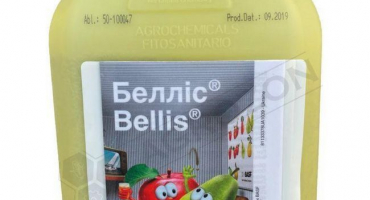 Abl.: 50-100047
Prod.Dat.: 09.2019
AGROCHEMICALS
FITOSANITARIO
Белліс®
Bellis®